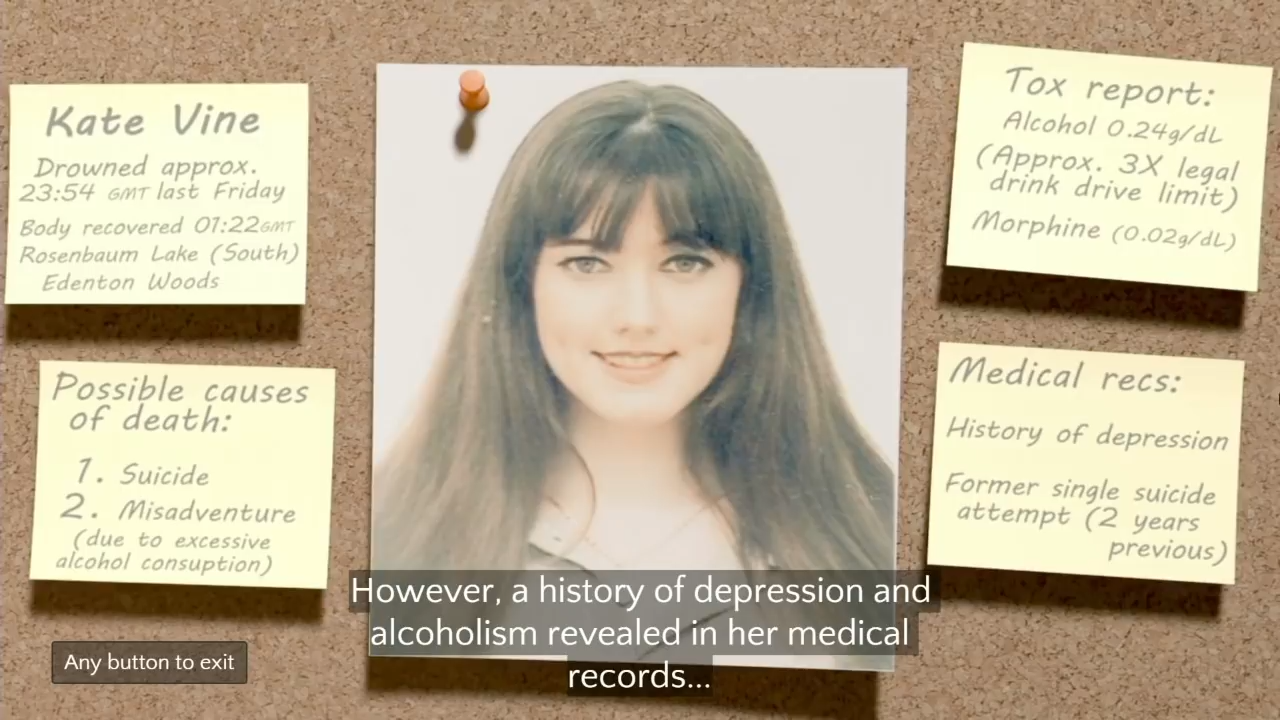 Kate Vine
Drowned approx.
23:54 GMT last Friday
Body recovered 01:22GMT
Rosenbaum Lake (South)
Edenton Woods
Possible causes
of death:
1. Suicide
2. Misadventure
(due to excessive
alcohol consuption)
Tox report:
Alcohol 0.24g/dL
(Approx. 3X legal
drink drive limit)
Morphine (0.02g/dL)
Medical recs:
History of depression
Former single suicide
attempt (2 years
previous)
However, a history of depression and
alcoholism revealed in her medical
records...
Any button to exit